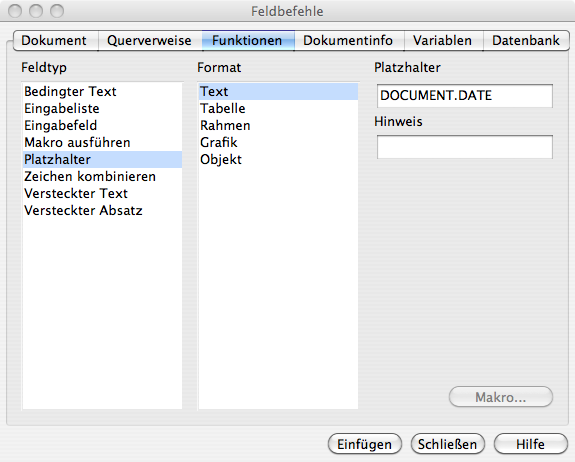 Feldbefehle
Dokument Querverweise Funktionen Dokumentinfo Variablen Datenbank
Feldtyp
Bedingter Text
Eingabeliste
Eingabefeld
Makro ausführen
Platzhalter
Zeichen kombinieren
Versteckter Text
Versteckter Absatz
Format
Text
Tabelle
Rahmen
Grafik
Objekt
Platzhalter
DOCUMENT.DATE
Hinweis
Makro...
Einfügen Schließen Hilfe